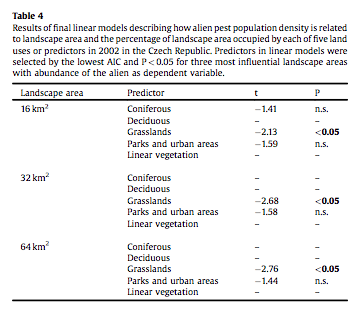 Table 4
Results of final linear models describing how alien pest population density is related
to landscape area and the percentage of landscape area occupied by each of five land
uses or predictors in 2002 in the Czech Republic. Predictors in linear models were
selected by the lowest AIC and P < 0.05 for three most influential landscape areas
with abundance of the alien as dependent variable.
Landscape area Predictor t P
16 km² Coniferous −1.41 n.s.
Deciduous – –
Grasslands −2.13 <0.05
Parks and urban areas −1.59 n.s.
Linear vegetation – –
32 km² Coniferous – –
Deciduous – –
Grasslands −2.68 <0.05
Parks and urban areas −1.58 n.s.
Linear vegetation – –
64 km² Coniferous – –
Deciduous – –
Grasslands −2.76 <0.05
Parks and urban areas −1.44 n.s.
Linear vegetation – –